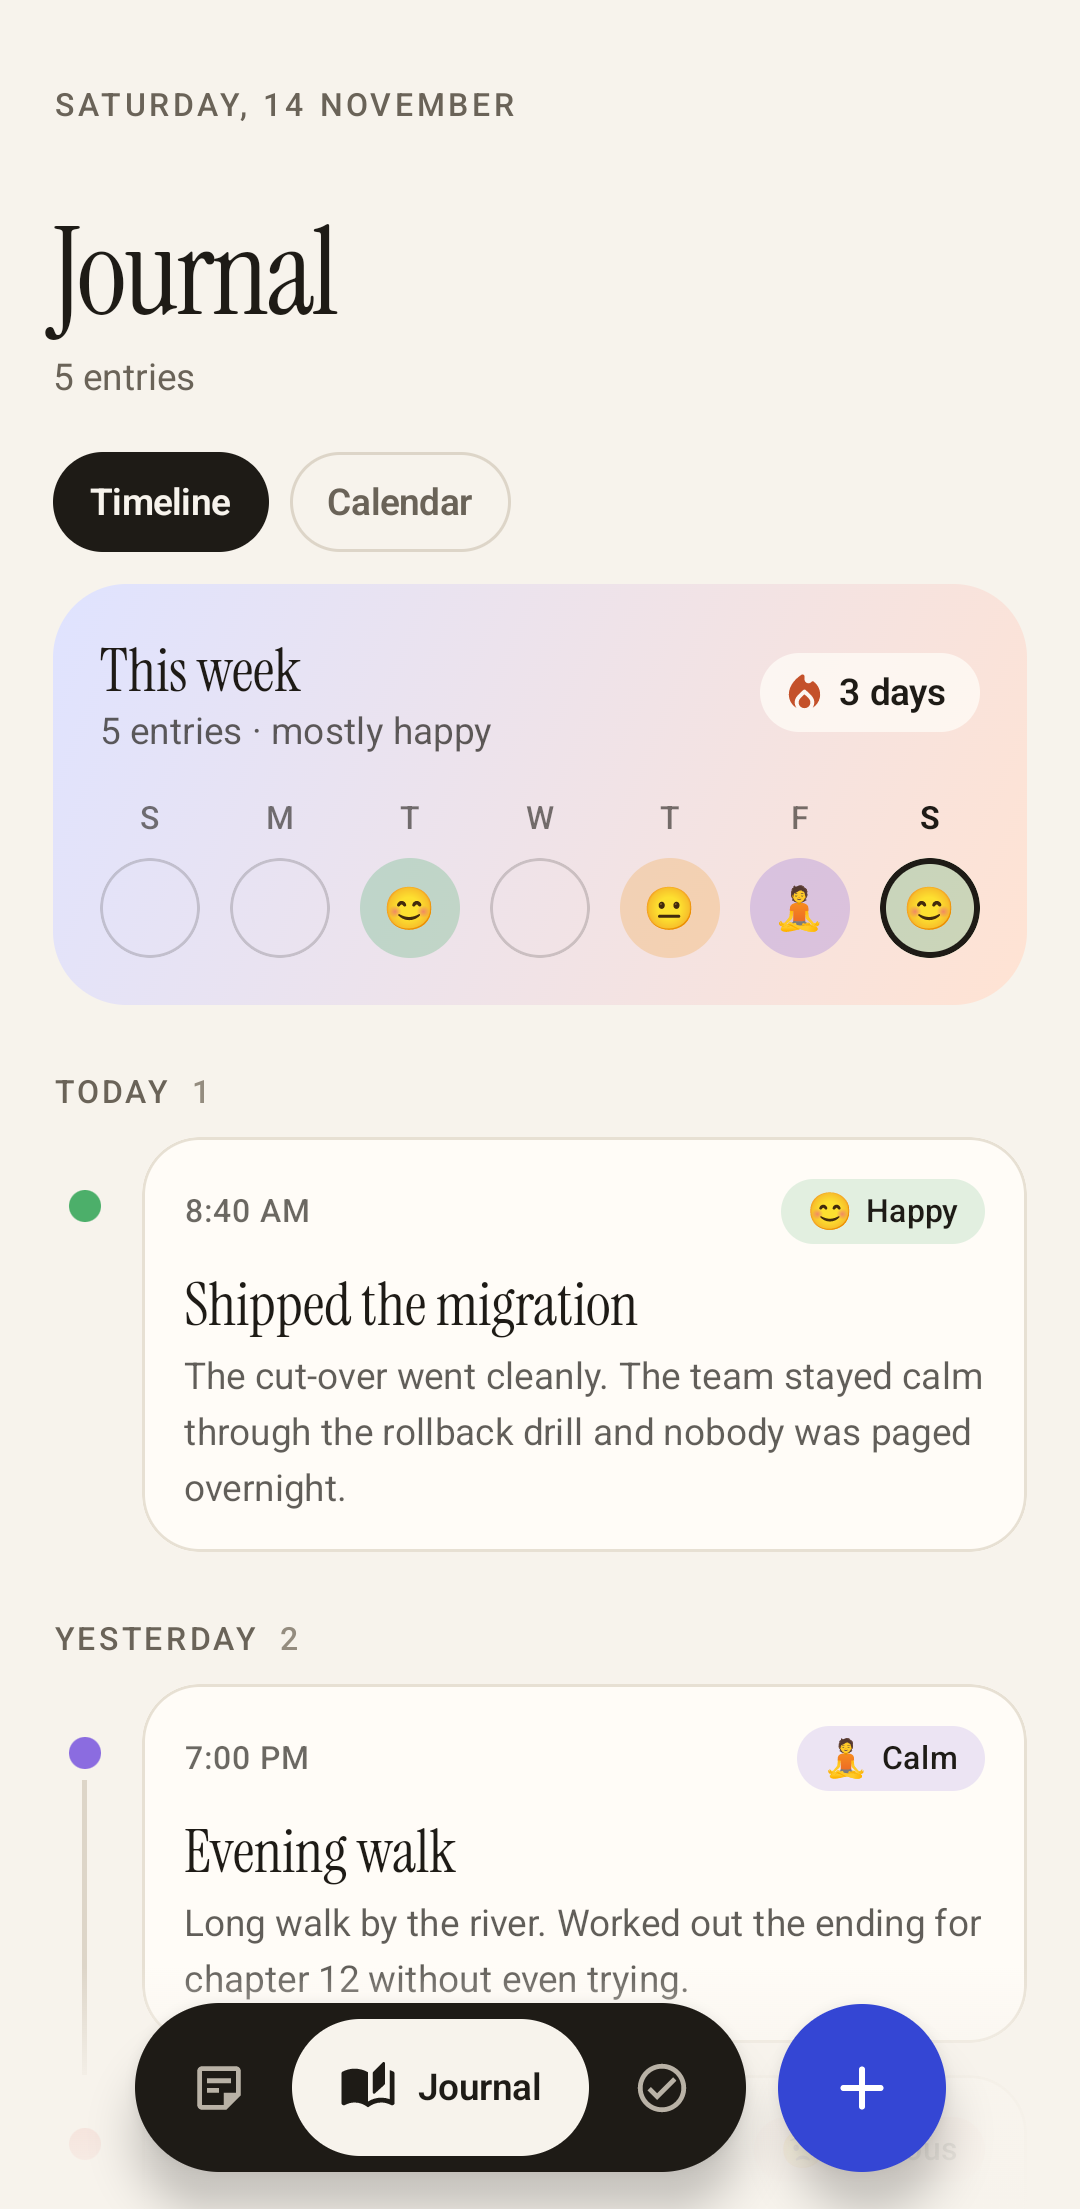 SATURDAY, 14 NOVEMBER
Journal
5 entries
Timeline
Calendar
This week
5 entries · mostly happy
3 days
S M T W T F S
TODAY 1
8:40 AM
Happy
Shipped the migration
The cut-over went cleanly. The team stayed calm
through the rollback drill and nobody was paged
overnight.
YESTERDAY 2
7:00 PM
Calm
Evening walk
Long walk by the river. Worked out the ending for
chapter 12 without even trying.
Journal